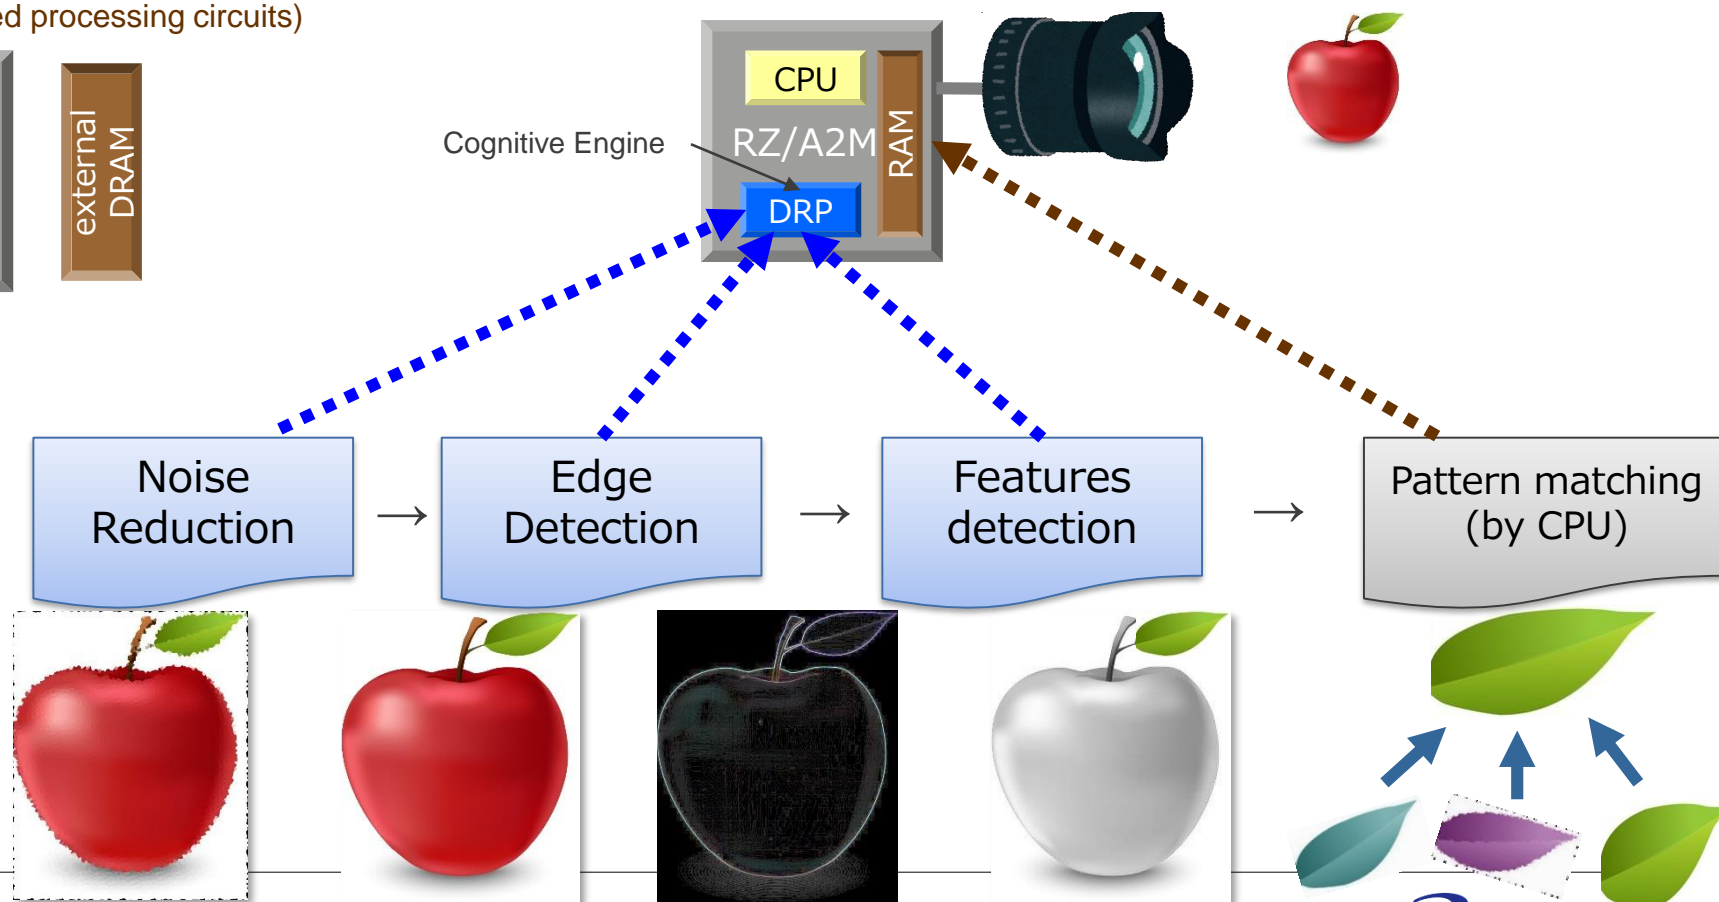 ed processing circuits)
external
DRAM
CPU
RZ/A2M
RAM
Cognitive Engine
DRP
Noise
Reduction
→
Edge
Detection
→
Features
detection
→
Pattern matching
(by CPU)